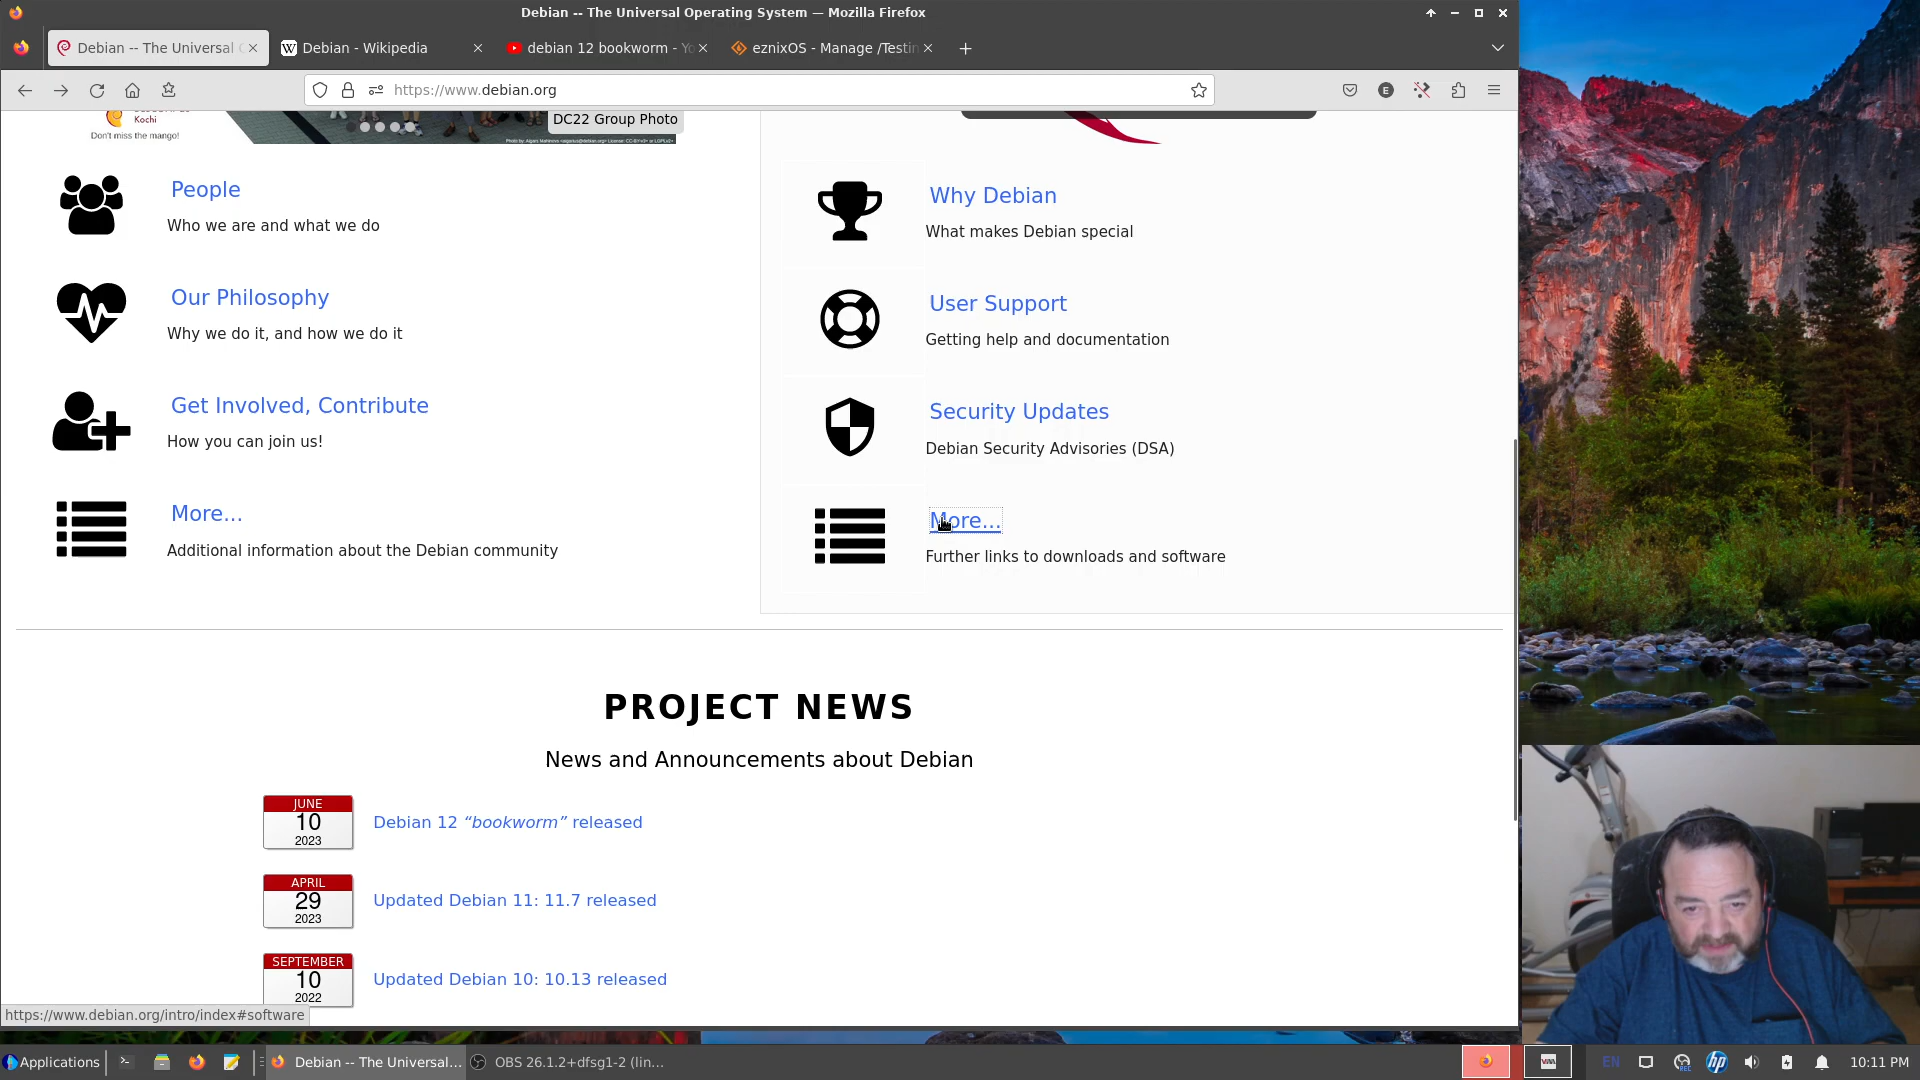 Debian -- The Universal Operating System — Mozilla Firefox
Debian -- The Universal
Debian - Wikipedia
debian 12 bookworm - Yo
eznixOS - Manage /Testin
https://www.debian.org
Kochi
Don't miss the mango!
DC22 Group Photo
People
Who we are and what we do
Our Philosophy
Why we do it, and how we do it
Get Involved, Contribute
How you can join us!
More...
Additional information about the Debian community
Why Debian
What makes Debian special
User Support
Getting help and documentation
Security Updates
Debian Security Advisories (DSA)
More...
Further links to downloads and software
PROJECT NEWS
News and Announcements about Debian
JUNE
10
2023
Debian 12 “bookworm” released
APRIL
29
2023
Updated Debian 11: 11.7 released
SEPTEMBER
10
2022
Updated Debian 10: 10.13 released
https://www.debian.org/intro/index#software
Applications
Debian -- The Universal...
OBS 26.1.2+dfsg1-2 (lin...
EN
REC
hp
10:11 PM